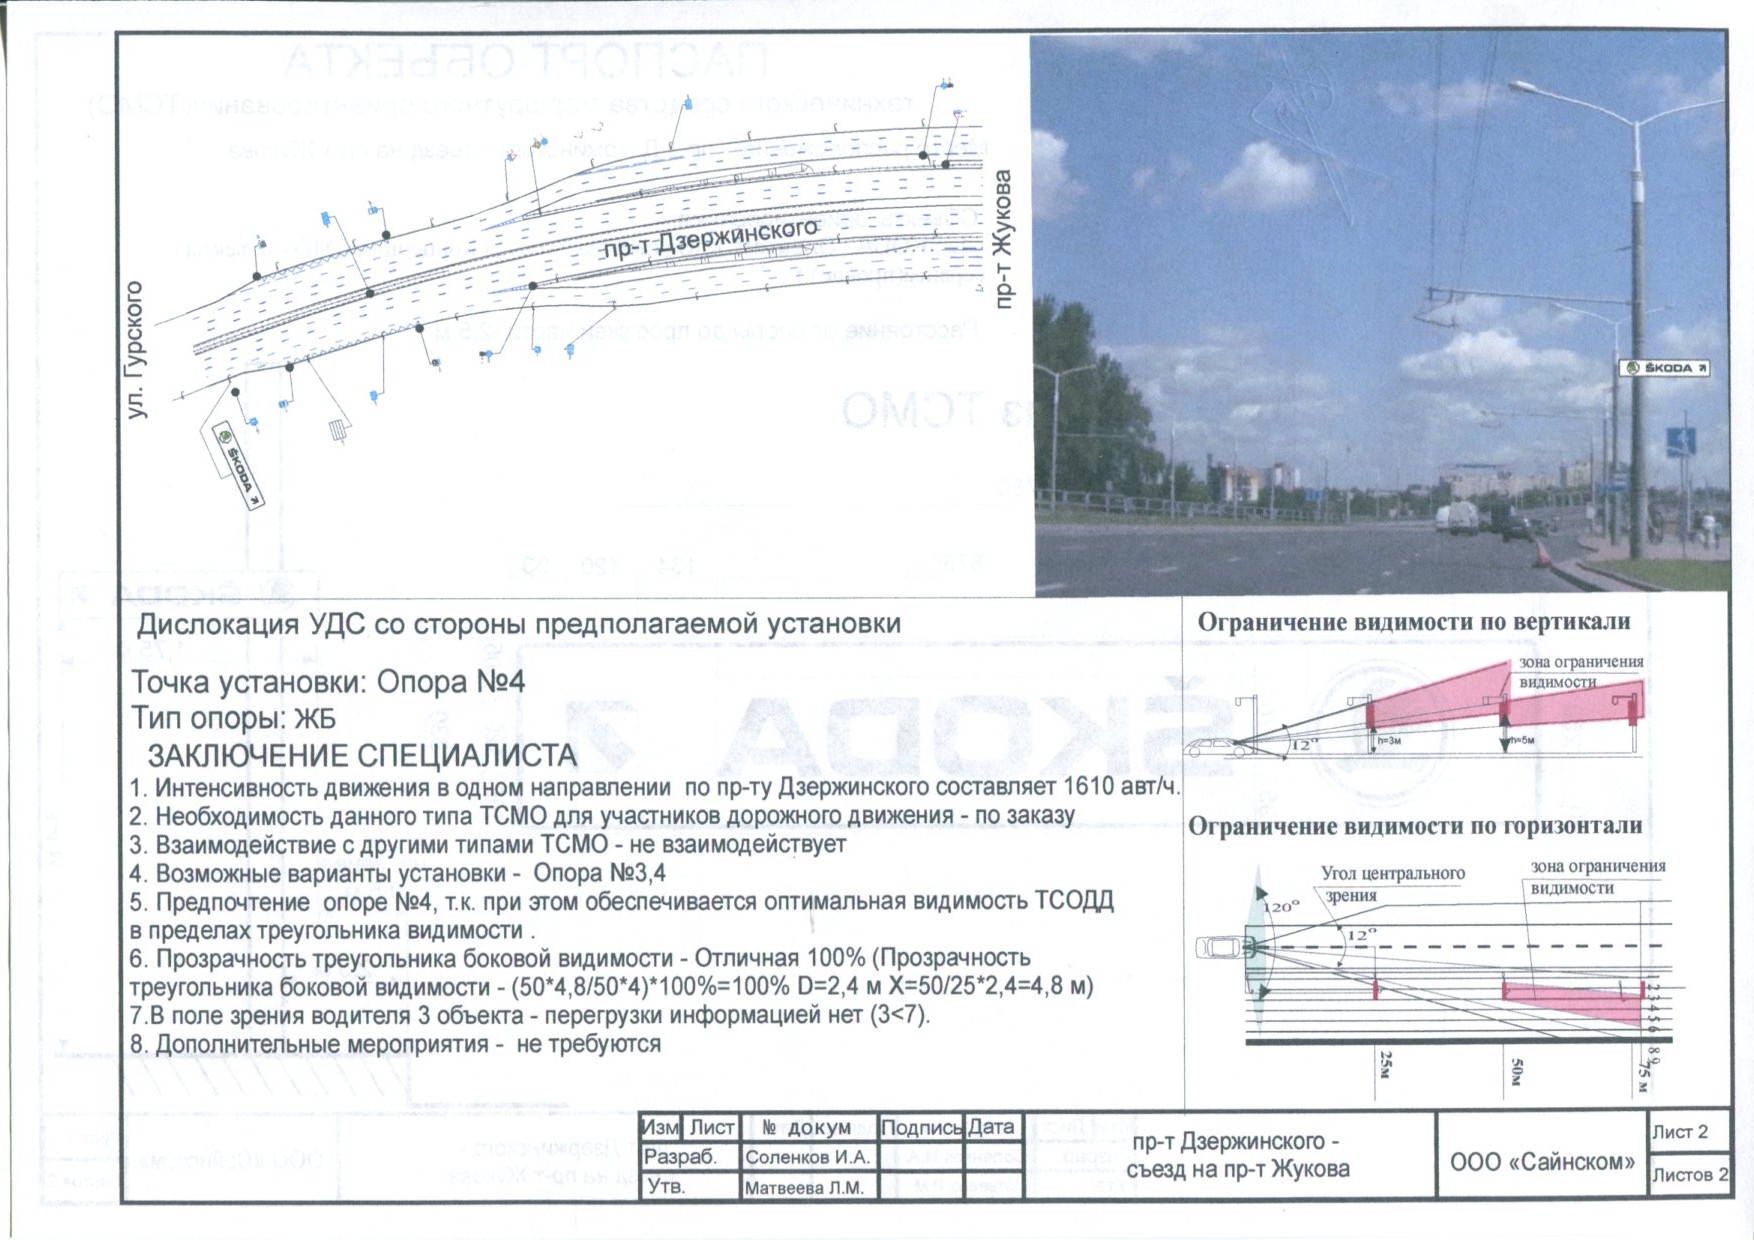 ул. Гурского
пр-т Дзержинского
пр-т Жукова
ŠKODA
ŠKODA
Дислокация УДС со стороны предполагаемой установки
Точка установки: Опора №4
Тип опоры: ЖБ
ЗАКЛЮЧЕНИЕ СПЕЦИАЛИСТА
1. Интенсивность движения в одном направлении по пр-ту Дзержинского составляет 1610 авт/ч.
2. Необходимость данного типа ТСМО для участников дорожного движения - по заказу
3. Взаимодействие с другими типами ТСМО - не взаимодействует
4. Возможные варианты установки - Опора №3,4
5. Предпочтение опоре №4, т.к. при этом обеспечивается оптимальная видимость ТСОДД
в пределах треугольника видимости .
6. Прозрачность треугольника боковой видимости - Отличная 100% (Прозрачность
треугольника боковой видимости - (50*4,8/50*4)*100%=100% D=2,4 м X=50/25*2,4=4,8 м)
7.В поле зрения водителя 3 объекта - перегрузки информацией нет (3<7).
8. Дополнительные мероприятия - не требуются
Ограничение видимости по вертикали
зона ограничения
видимости
12°
h=3м
h=5м
Ограничение видимости по горизонтали
Угол центрального
зрения
зона ограничения
видимости
120°
12°
1 2 3 4 5 6
8 9
25м
50м
75 м
Изм Лист № докум Подпись Дата
Разраб. Соленков И.А.
Утв. Матвеева Л.М.
пр-т Дзержинского -
съезд на пр-т Жукова
ООО «Сайнском»
Лист 2
Листов 2